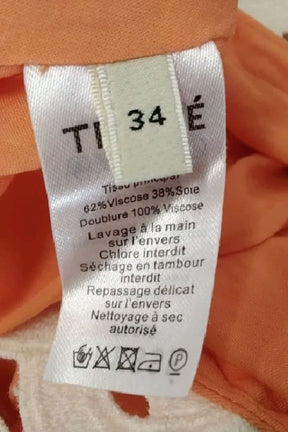 34
TI É
Tissu principal
62%Viscose 38%Soie
Doublure 100% Viscose
Lavage à la main
sur l'envers
Chlore interdit
Séchage en tambour
interdit
Repassage délicat
sur l'envers
Nettoyage à sec
autorisé
P